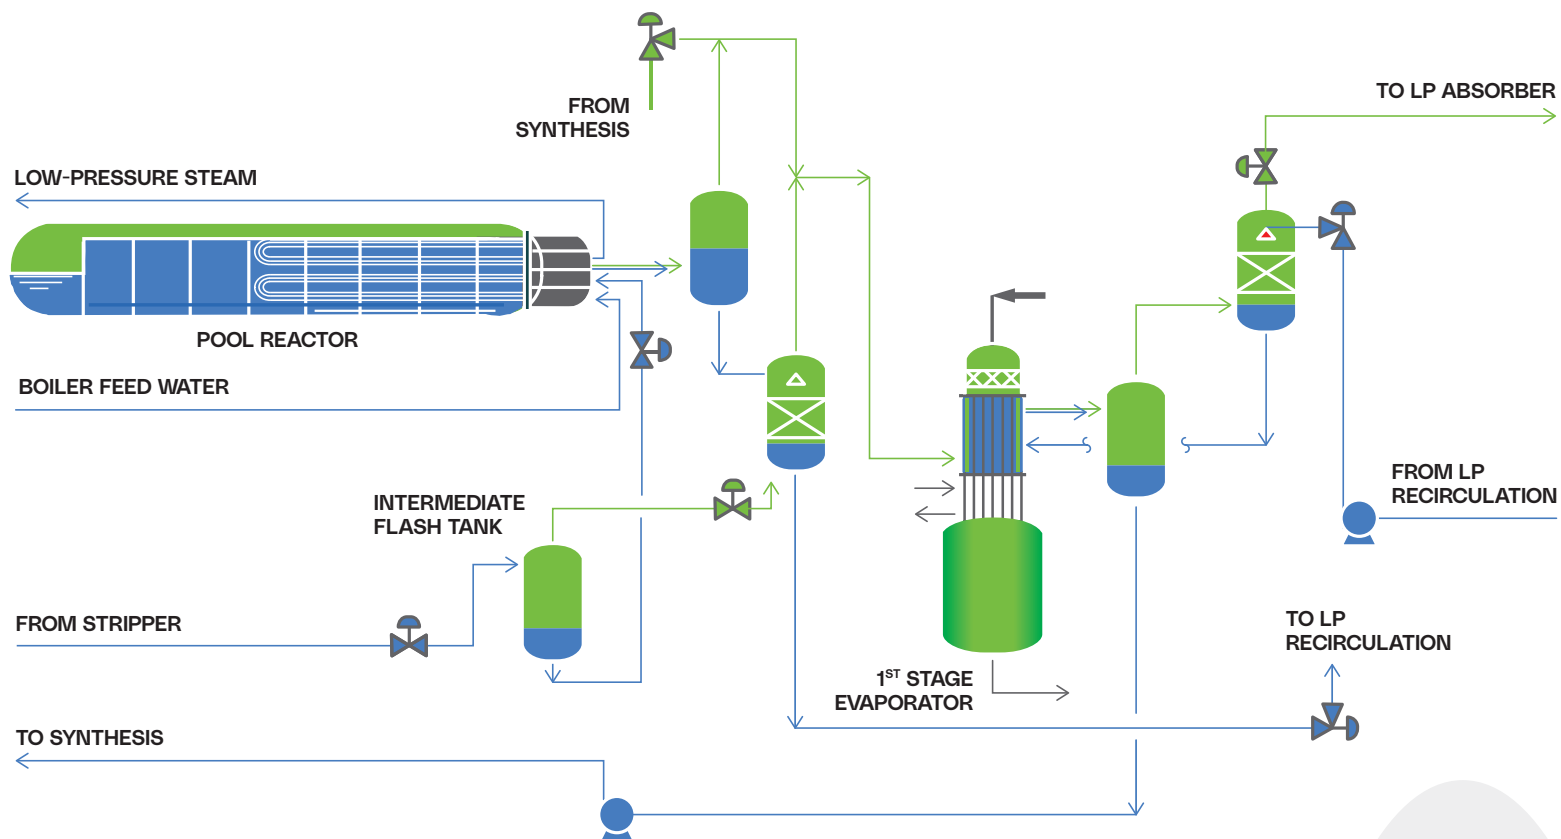 FROM
SYNTHESIS
TO LP ABSORBER
LOW-PRESSURE STEAM
POOL REACTOR
BOILER FEED WATER
INTERMEDIATE
FLASH TANK
FROM LP
RECIRCULATION
FROM STRIPPER
TO LP
RECIRCULATION
1ST STAGE
EVAPORATOR
TO SYNTHESIS